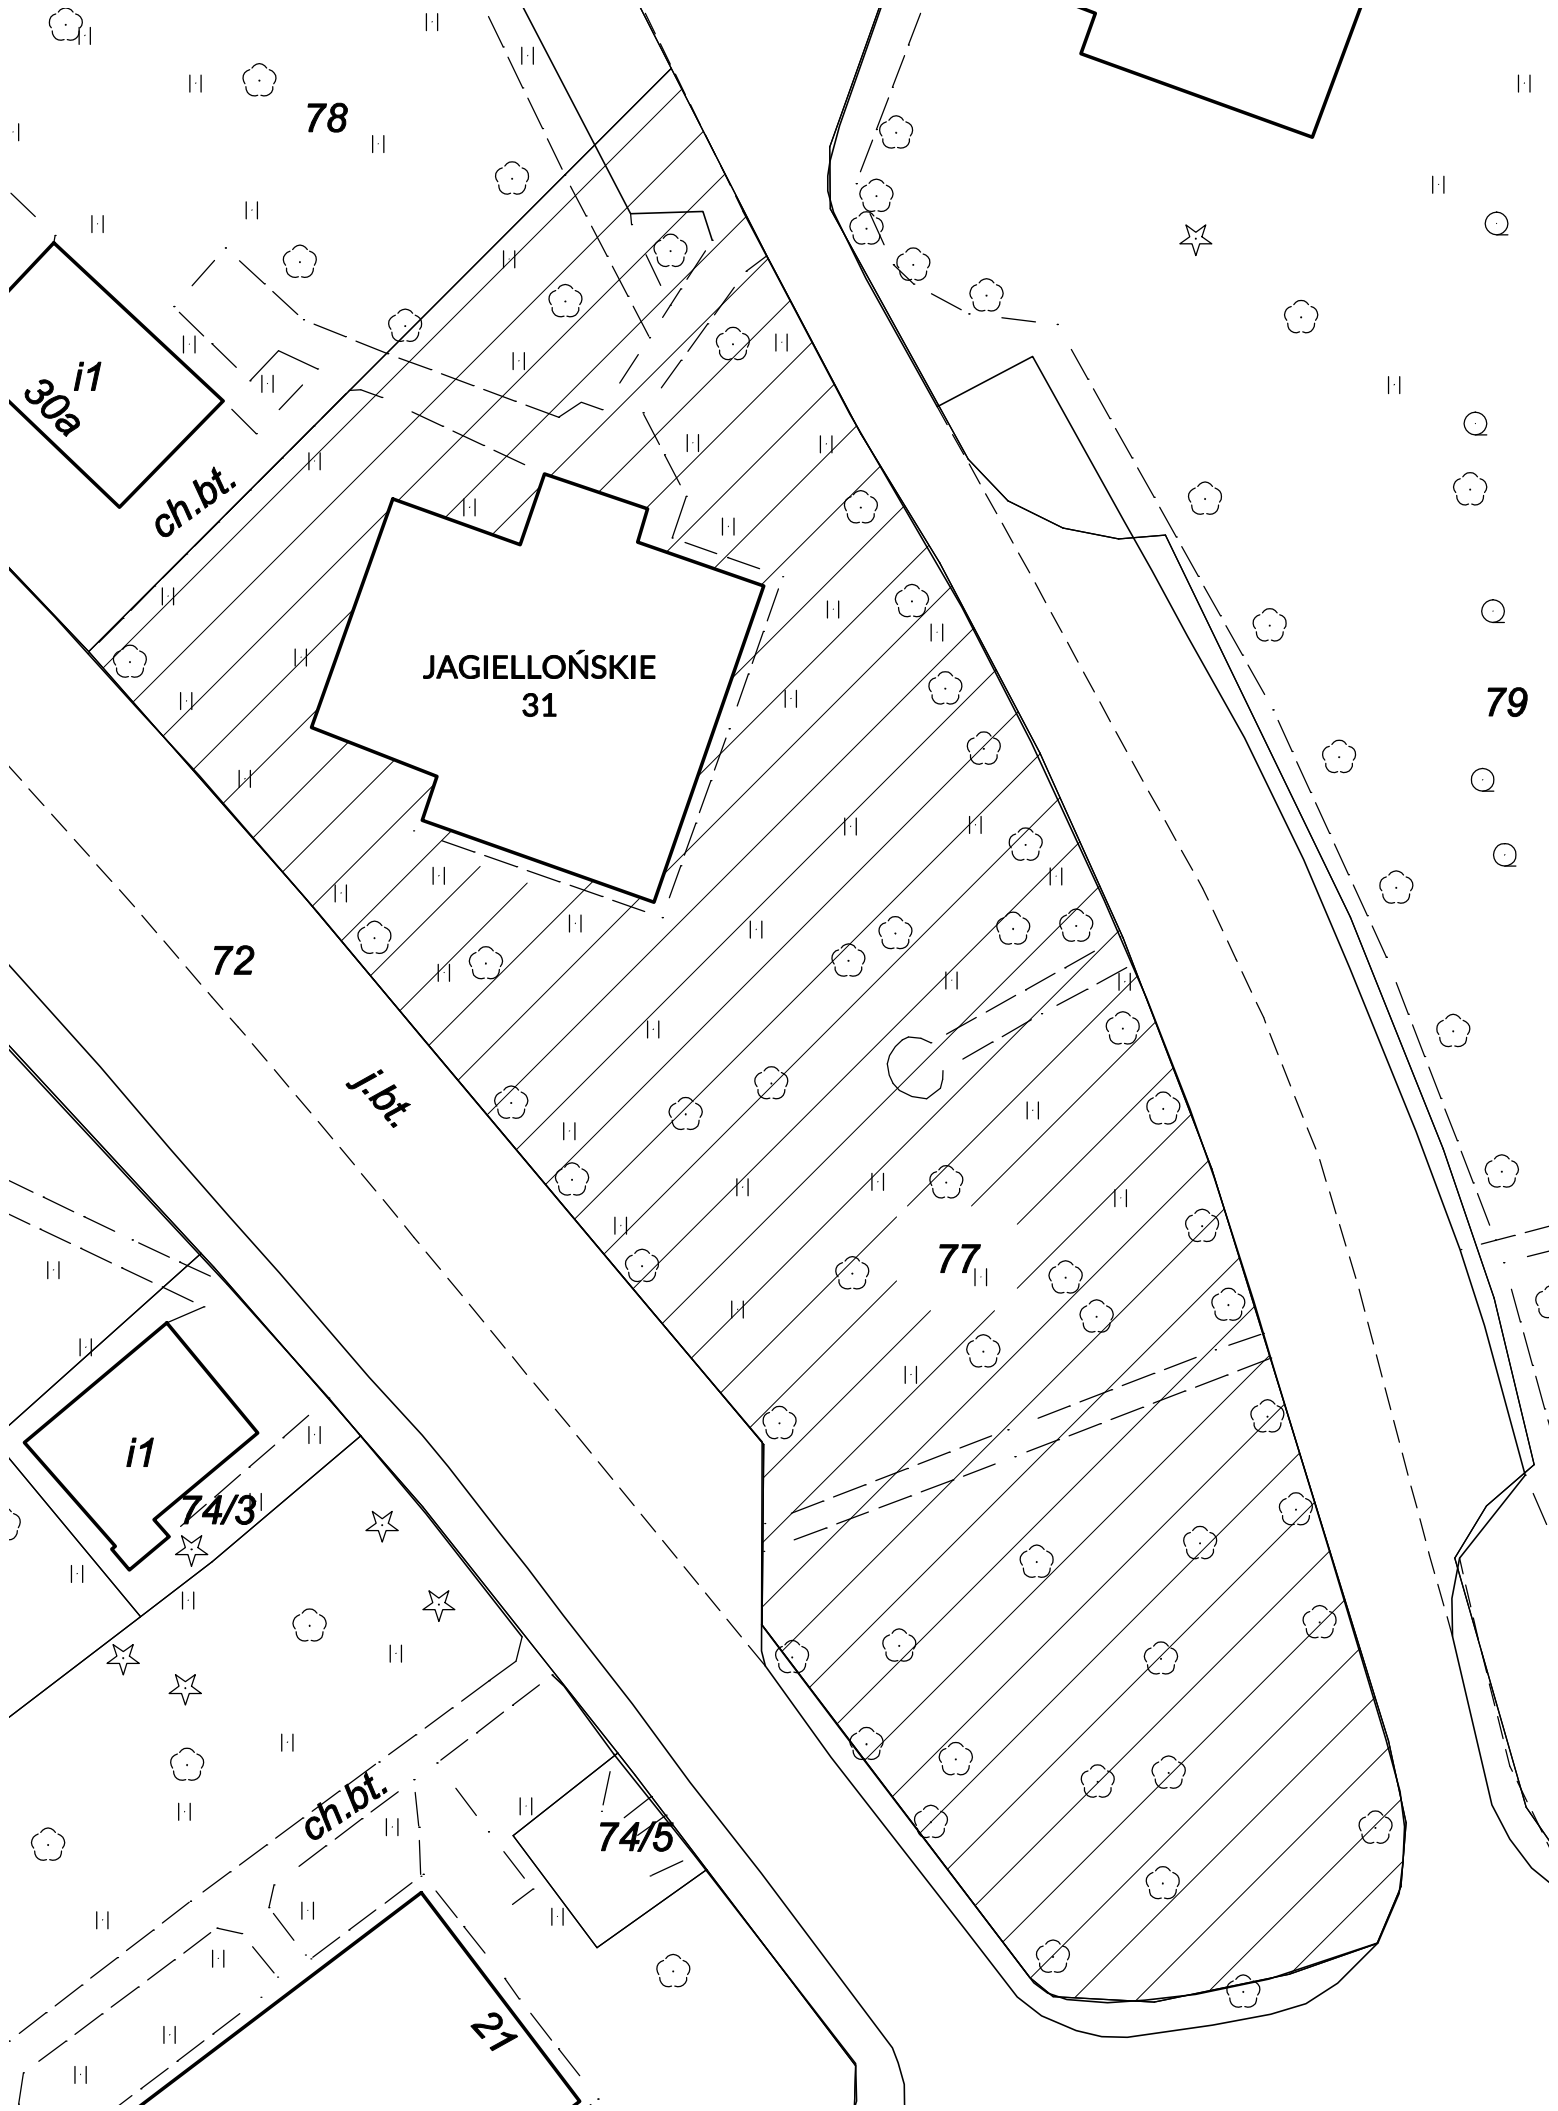 78
i1
30a
ch.bt.
JAGIELLOŃSKIE
31
79
72
j.bt.
77
i1
74/3
ch.bt.
74/5
21